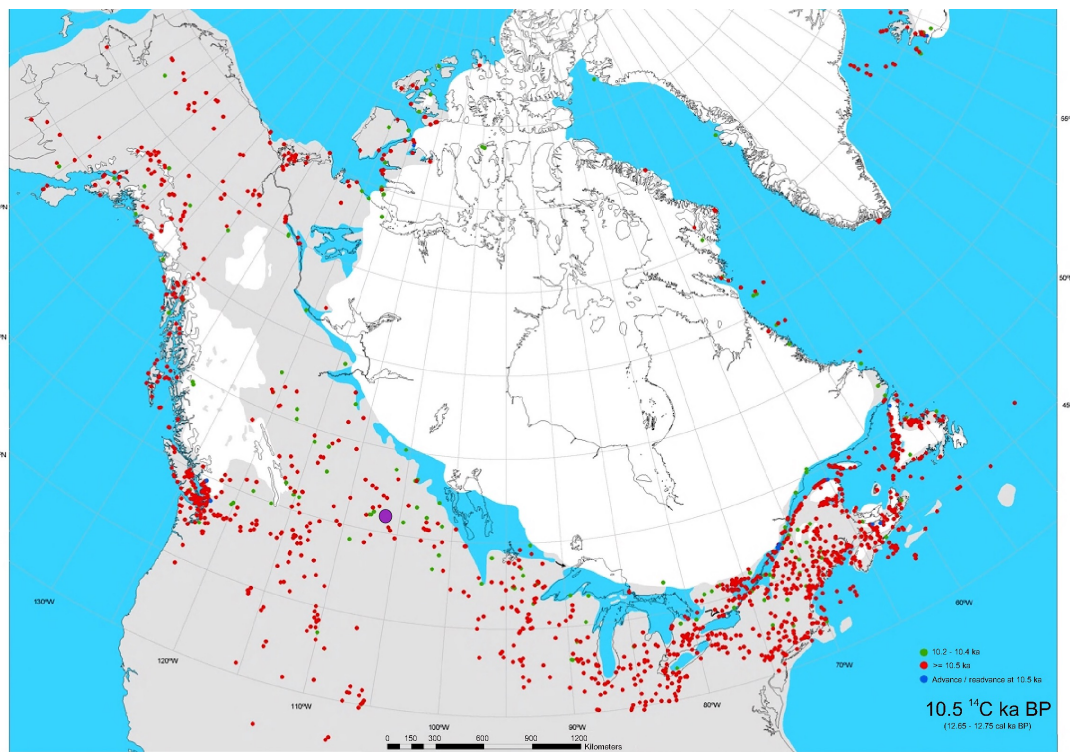 55°
50°N
45°
60°W
70°W
80°W
90°W
100°W
110°W
120°W
130°W
10.2 - 10.4 ka
>= 10.5 ka
Advance / readvance at 10.5 ka
10.5 ¹⁴C ka BP
(12.65 - 12.75 cal ka BP)
0 150 300 600 900 1200
Kilometers